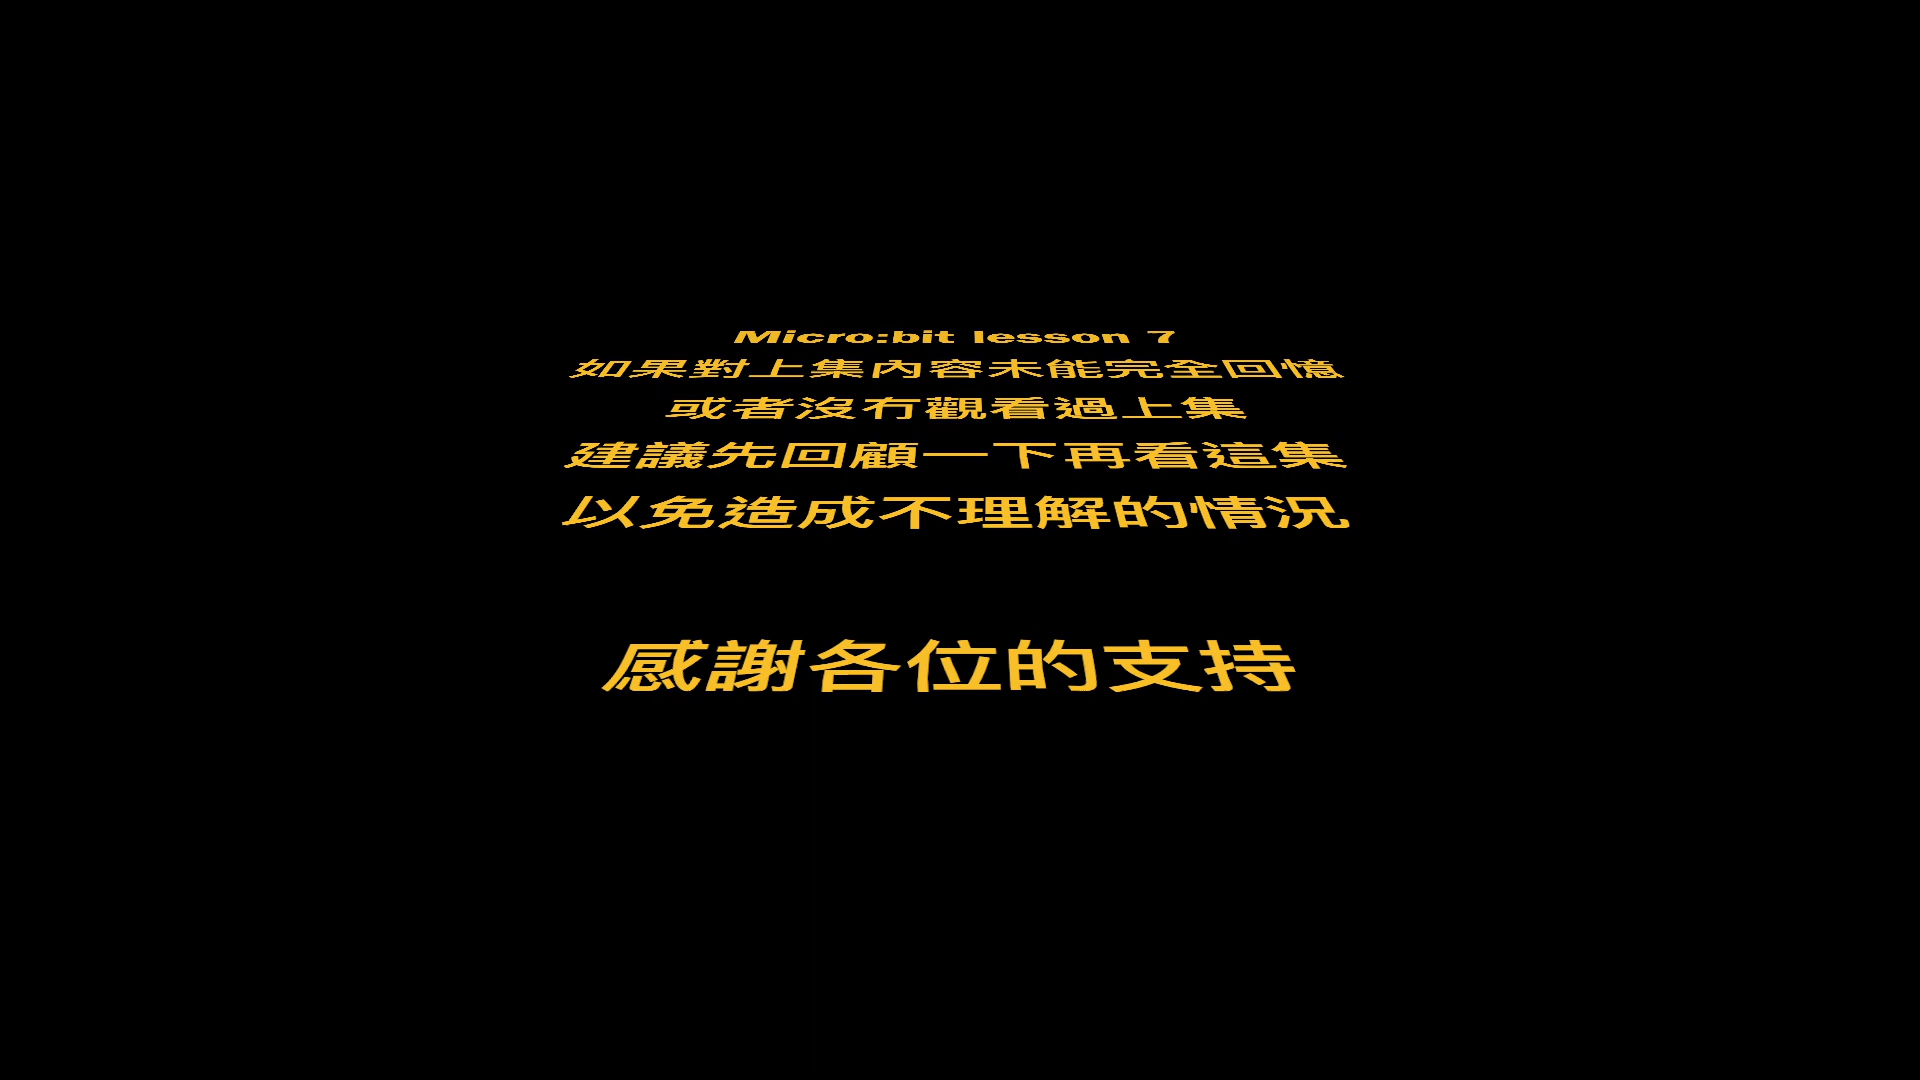 Micro:bit lesson 7
如果對上集內容未能完全回憶
或者沒冇觀看過上集
建議先回顧一下再看這集
以免造成不理解的情況
感謝各位的支持